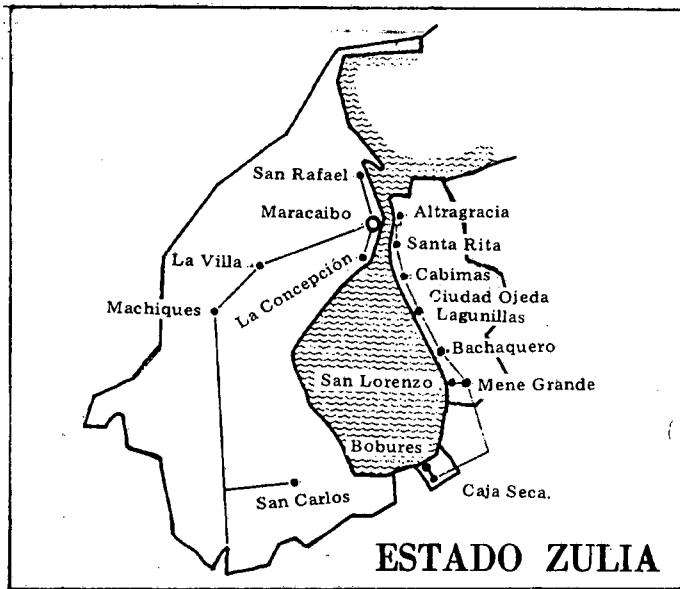 San Rafael
Maracaibo
Altragracia
Santa Rita
La Villa
La Concepción
Cabimas
Ciudad Ojeda
Machiques
Lagunillas
Bachaquero
San Lorenzo
Mene Grande
Bobures
San Carlos
Caja Seca.
ESTADO ZULIA